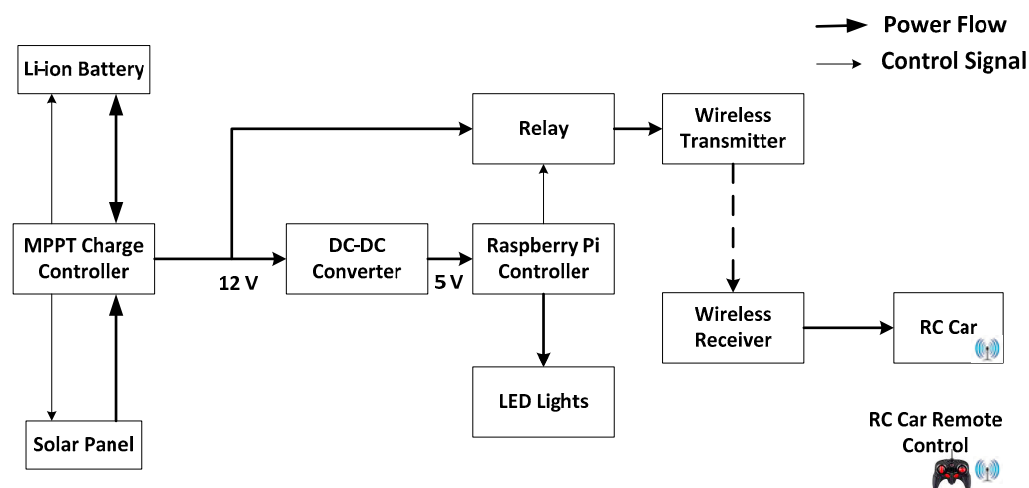 Power Flow
Control Signal
Li-ion Battery
Relay
Wireless
Transmitter
MPPT Charge
Controller
12 V
DC-DC
Converter
5 V
Raspberry Pi
Controller
Wireless
Receiver
RC Car
LED Lights
Solar Panel
RC Car Remote
Control